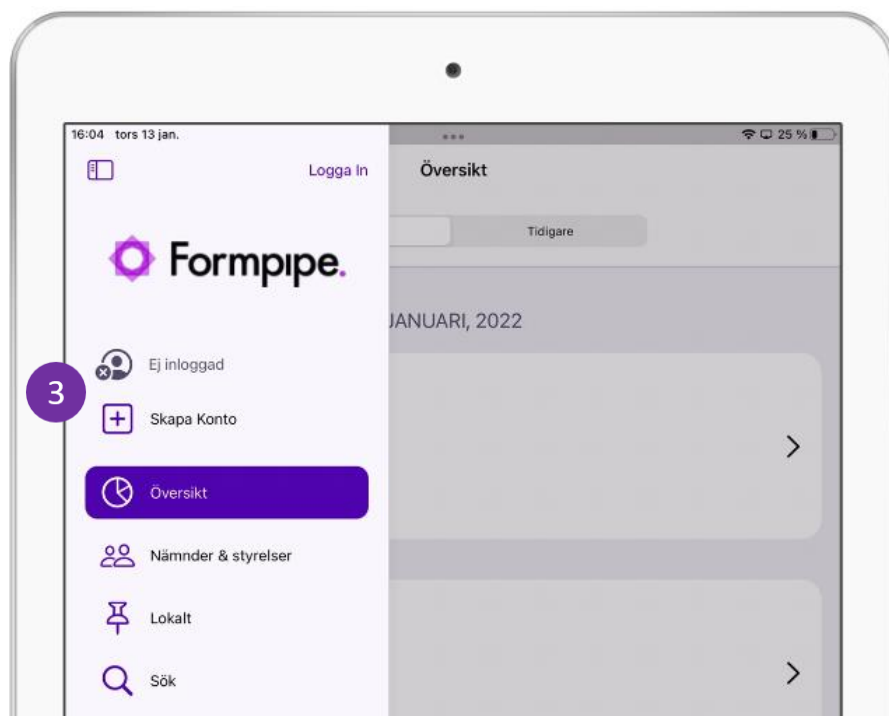 16:04 tors 13 jan.
25 %
Logga In
Översikt
Tidigare
Formpipe.
JANUARI, 2022
Ej inloggad
3
Skapa Konto
Översikt
Nämnder & styrelser
Lokalt
Sök